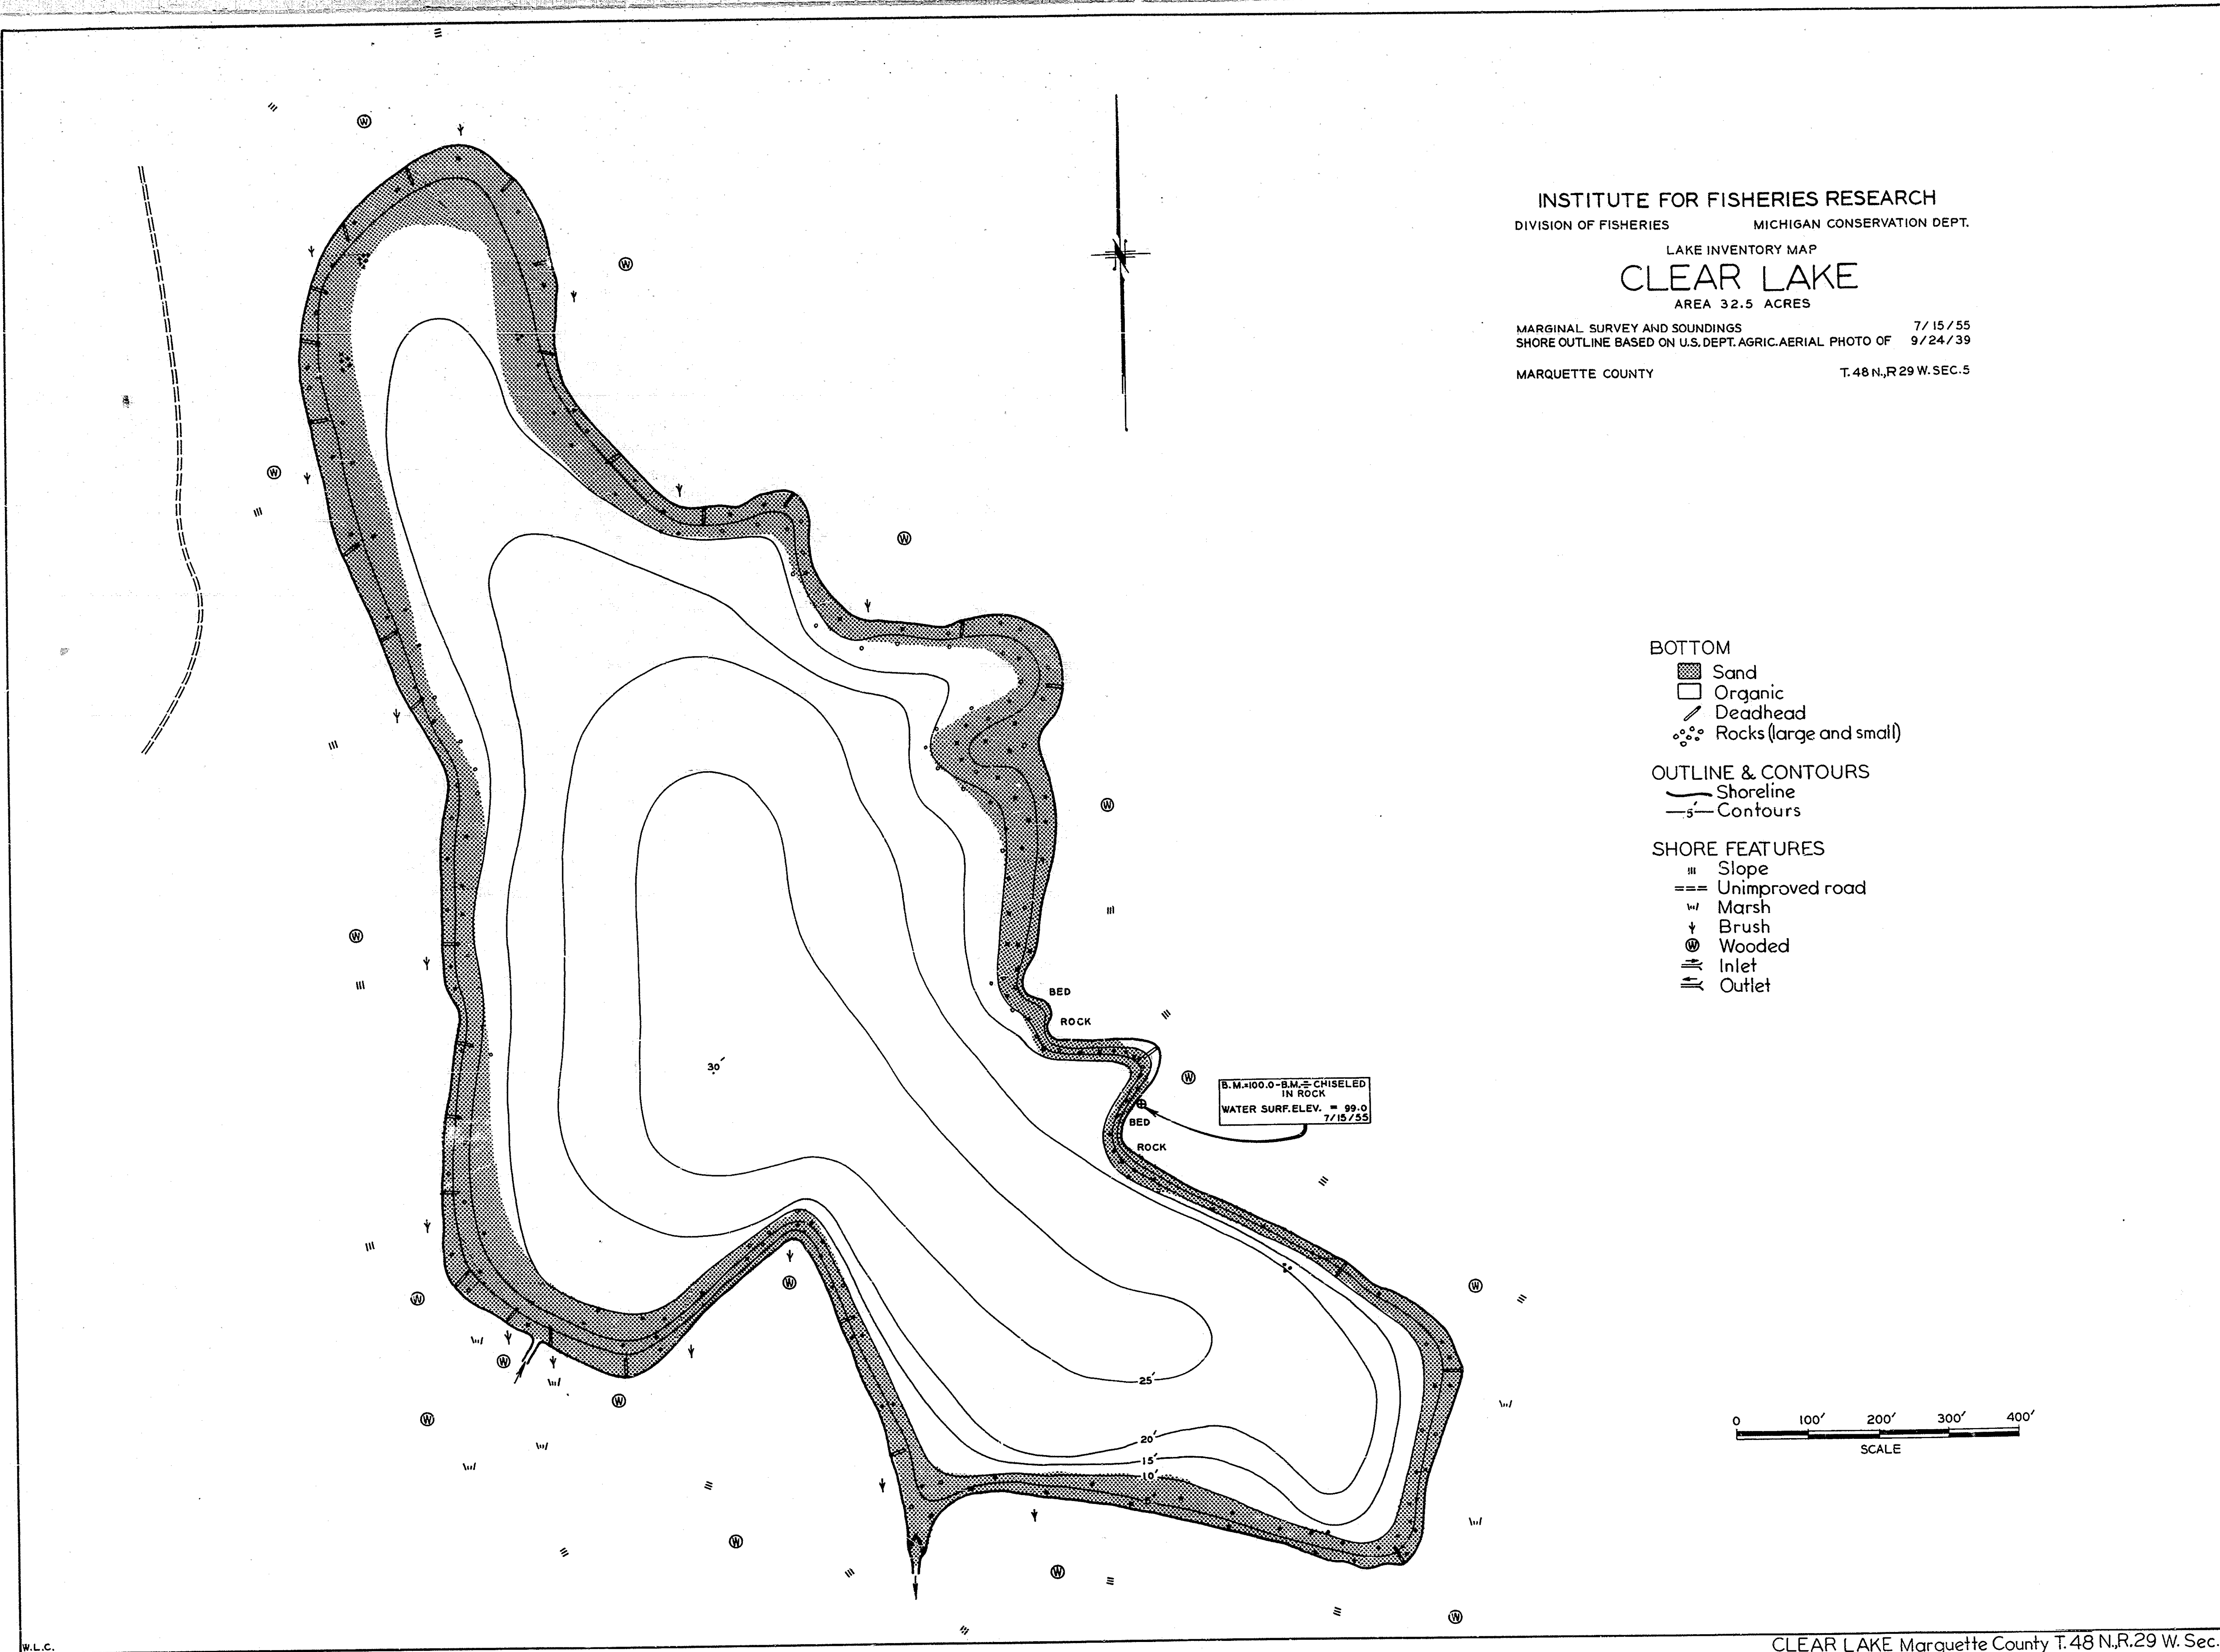 INSTITUTE FOR FISHERIES RESEARCH
DIVISION OF FISHERIES MICHIGAN CONSERVATION DEPT.
LAKE INVENTORY MAP
CLEAR LAKE
AREA 32.5 ACRES
MARGINAL SURVEY AND SOUNDINGS 7/15/55
SHORE OUTLINE BASED ON U.S. DEPT. AGRIC. AERIAL PHOTO OF 9/24/39
MARQUETTE COUNTY T. 48 N., R 29 W. SEC. 5
BOTTOM
Sand
Organic
Deadhead
Rocks (large and small)
OUTLINE & CONTOURS
Shoreline
5' Contours
SHORE FEATURES
Slope
Unimproved road
Marsh
Brush
W Wooded
Inlet
Outlet
BED
ROCK
B.M.=100.0-B.M. CHISELED
IN ROCK
WATER SURF. ELEV. = 99.0
7/15/55
BED
ROCK
30'
25'
20'
15'
10'
5'
0 100' 200' 300' 400'
SCALE
W.L.C.
CLEAR LAKE Marquette County T. 48 N., R. 29 W. Sec.